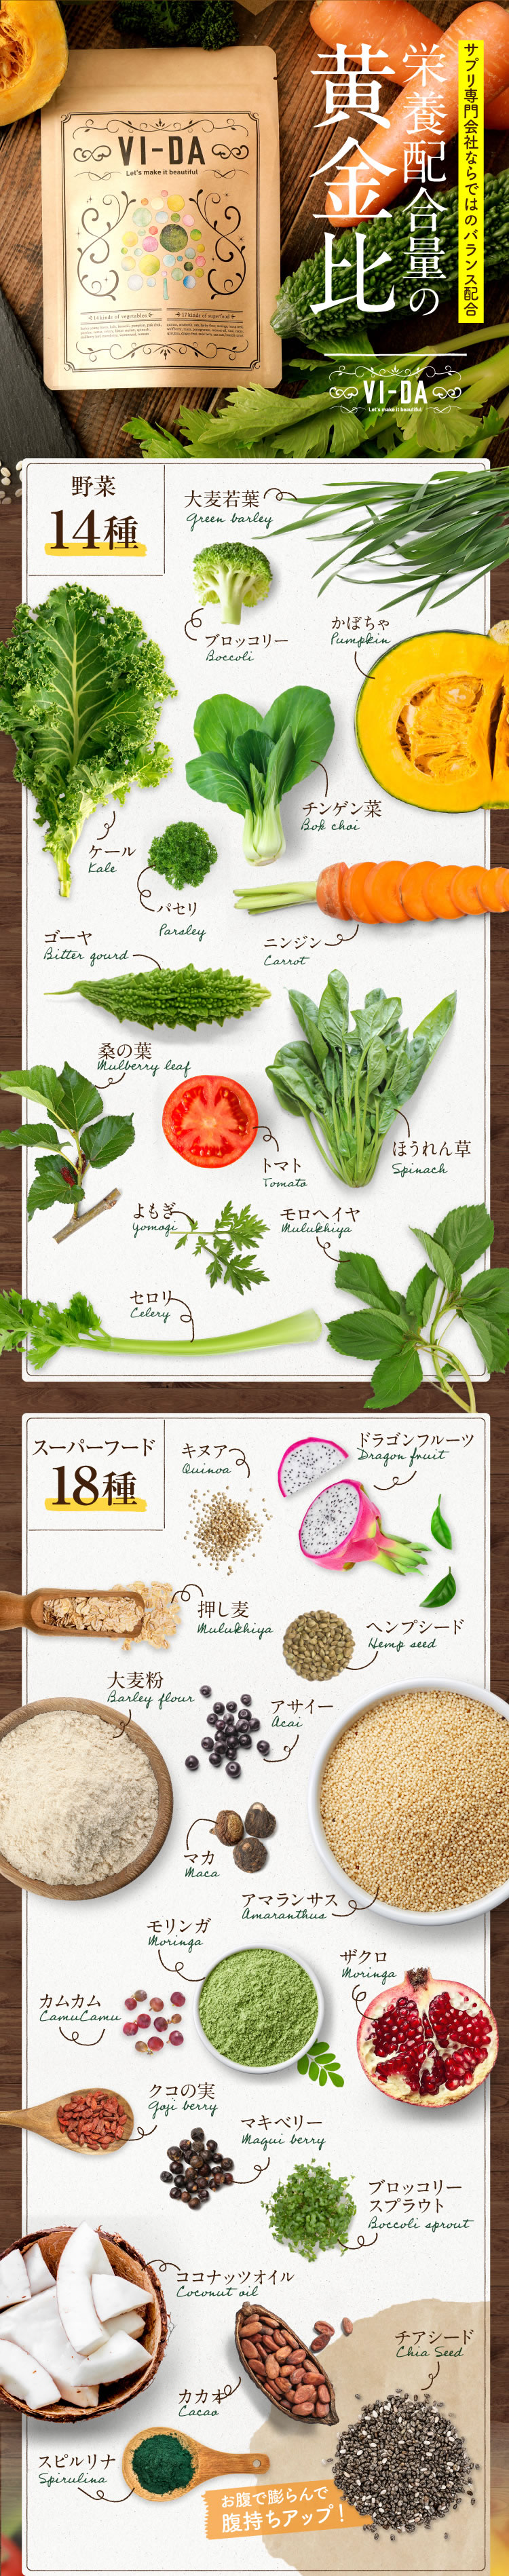 サプリ専門会社ならではのバランス配合
栄養配合量の
黄金比
VI-DA
Let's make it beautiful
14 kinds of vegetables
17 kinds of superfood
VI-DA
Let's make it beautiful
野菜
14種
大麦若葉
Green barley
ブロッコリー
Boccoli
かぼちゃ
Pumpkin
チンゲン菜
Bok choi
ケール
Kale
パセリ
Parsley
ニンジン
Carrot
ゴーヤ
Bitter gourd
桑の葉
Mulberry leaf
トマト
Tomato
ほうれん草
Spinach
よもぎ
Yomogi
モロヘイヤ
Mulukhiya
セロリ
Celery
スーパーフード
18種
キヌア
Quinoa
ドラゴンフルーツ
Dragon fruit
押し麦
Mulukhiya
ヘンプシード
Hemp seed
大麦粉
Barley flour
アサイー
Acai
マカ
Maca
アマランサス
Amaranthus
モリンガ
Moringa
ザクロ
Moringa
カムカム
CamuCamu
クコの実
Goji berry
マキベリー
Maqui berry
ブロッコリー
スプラウト
Boccoli sprout
ココナッツオイル
Coconut oil
チアシード
Chia Seed
カカオ
Cacao
スピルリナ
Spirulina
お腹で膨らんで
腹持ちアップ！